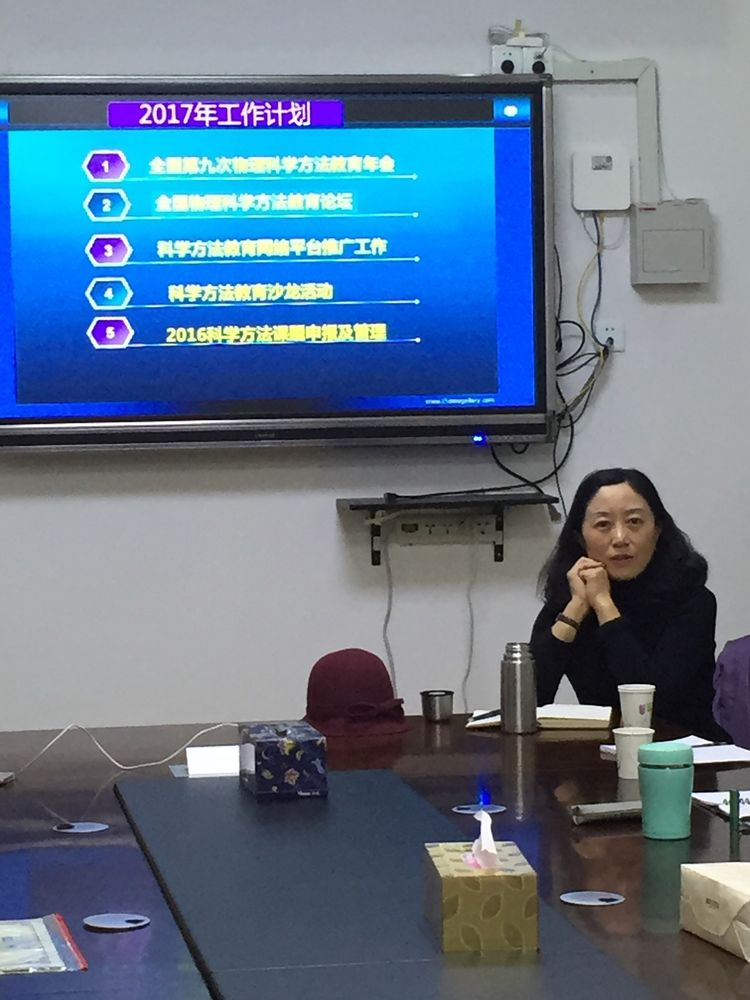 2017年工作计划
1 全国第九次物理科学方法教育年会
2 全国物理科学方法教育论坛
3 科学方法教育网络平台推广工作
4 科学方法教育沙龙活动
5 2016科学方法课题申报及管理